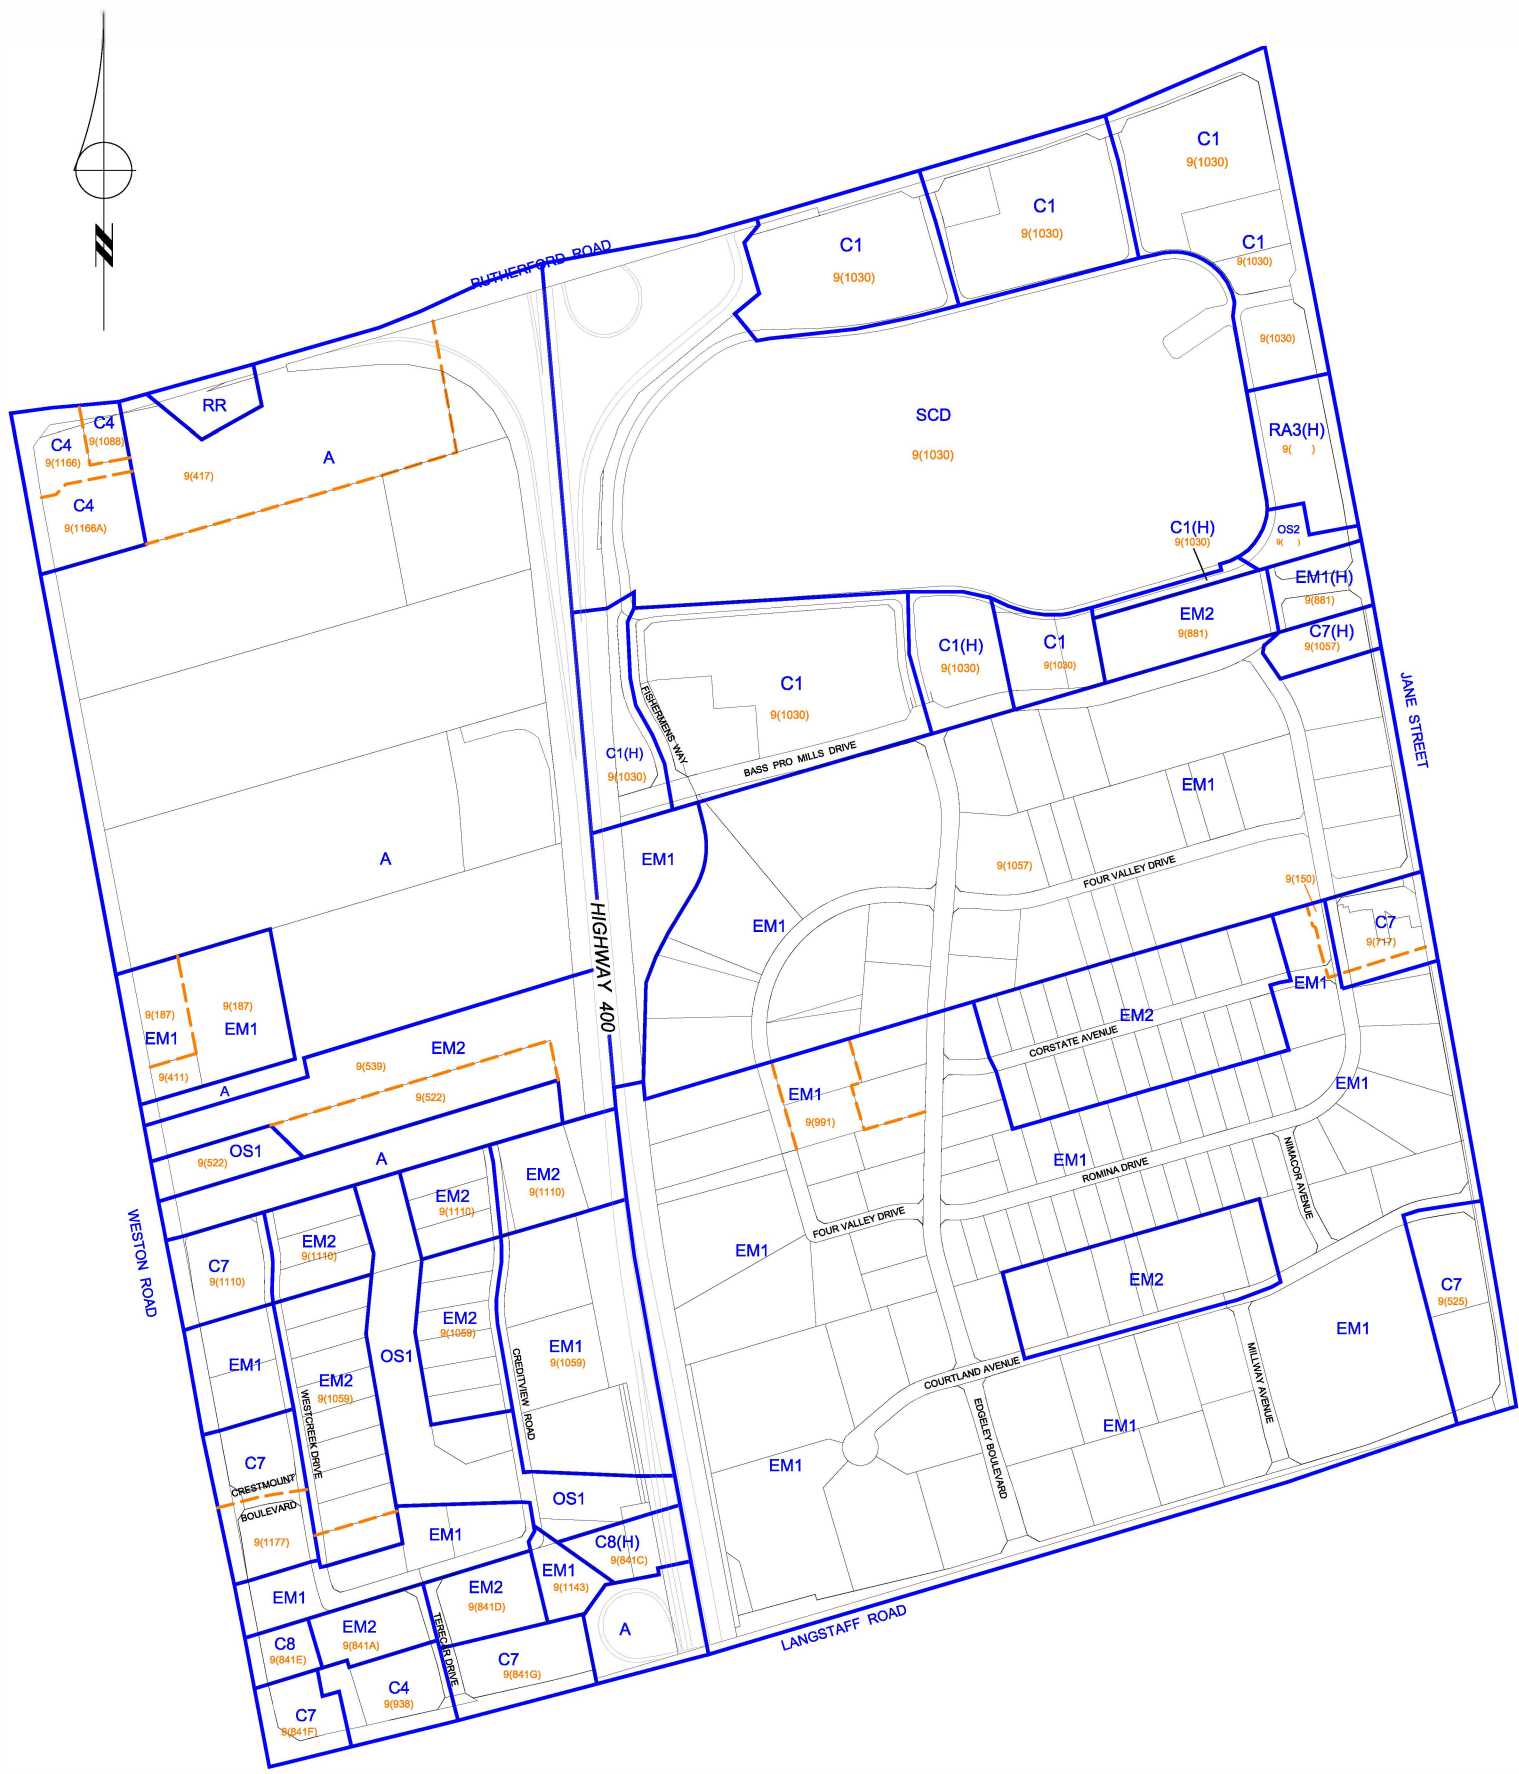 N
RUTHERFORD ROAD
C1
9(1030)
C1
9(1030)
C1
9(1030)
C1
9(1030)
9(1030)
RR
C4
9(1088)
C4
9(1166)
C4
9(1166A)
9(417)
A
SCD
9(1030)
RA3(H)
9( )
OS2
9( )
C1(H)
9(1030)
EM1(H)
9(881)
EM2
9(881)
C7(H)
9(1057)
C1(H)
9(1030)
C1
9(1030)
C1
9(1030)
FISHERMENS WAY
C1(H)
9(1030)
BASS PRO MILLS DRIVE
JANE STREET
EM1
A
EM1
9(1057)
FOUR VALLEY DRIVE
9(150)
EM1
C7
9(717)
HIGHWAY 400
9(187)
EM1
9(187)
EM1
9(411)
A
EM2
9(539)
9(522)
EM1
EM2
CORSTATE AVENUE
EM1
EM1
9(991)
OS1
9(522)
A
EM1
ROMINA DRIVE
NIMACOR AVENUE
EM2
9(1110)
EM2
9(1110)
WESTON ROAD
EM2
9(1110)
C7
9(1110)
FOUR VALLEY DRIVE
EM1
EM2
C7
9(525)
EM2
9(1059)
EM1
9(1059)
OS1
EM1
EM2
9(1059)
WESTCREEK DRIVE
CREDITVIEW ROAD
COURTLAND AVENUE
EDGELEY BOULEVARD
MILLWAY AVENUE
EM1
EM1
EM1
C7
CRESTMOUNT
BOULEVARD
9(1177)
OS1
EM1
C8(H)
9(841C)
EM1
9(1143)
EM2
9(841D)
EM1
EM2
9(841A)
C8
9(841E)
TERECAR DRIVE
C7
9(841G)
A
C4
9(938)
C7
9(841F)
LANGSTAFF ROAD